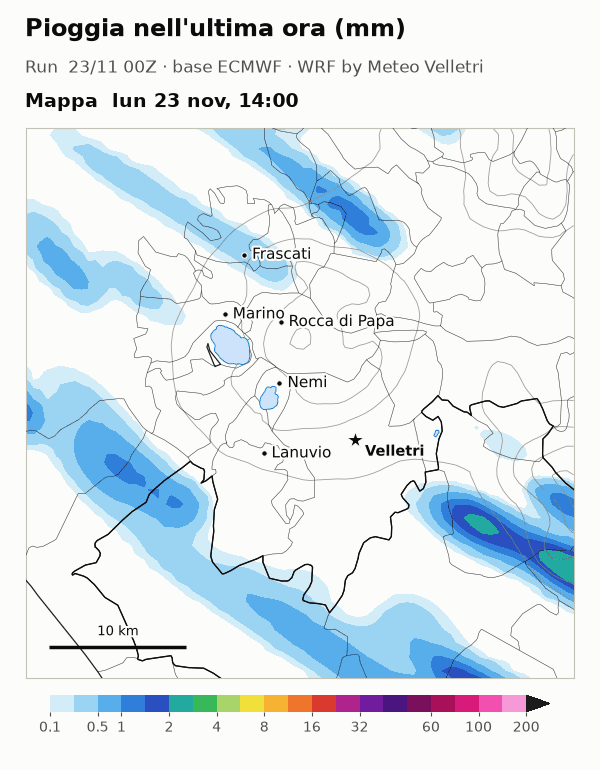 Pioggia nell'ultima ora (mm)
Run  23/11 00Z · base ECMWF · WRF by Meteo Velletri
Mappa  lun 23 nov, 14:00
Frascati
Marino
Rocca di Papa
Nemi
Velletri
Lanuvio
10 km
0.1 0.5 1 2 4 8 16 32 60 100 200